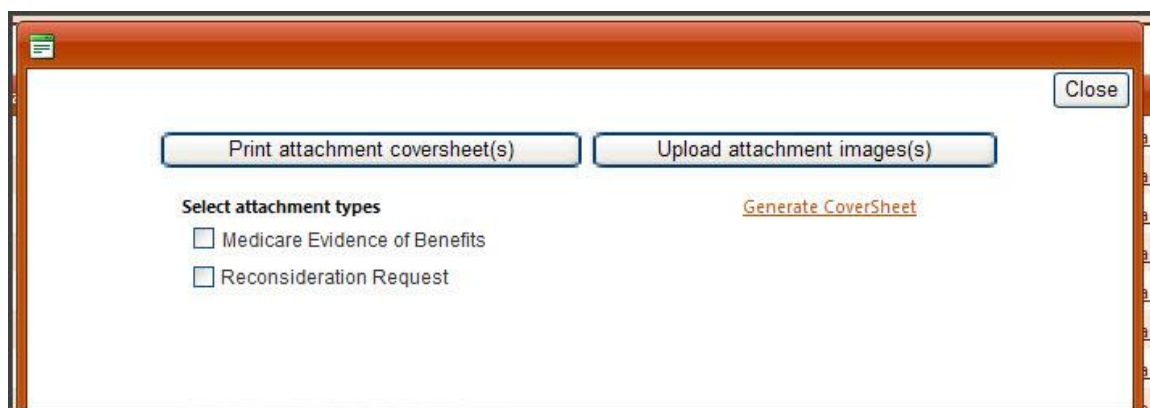 Close
Print attachment coversheet(s) Upload attachment images(s)
Select attachment types Generate CoverSheet
Medicare Evidence of Benefits
Reconsideration Request